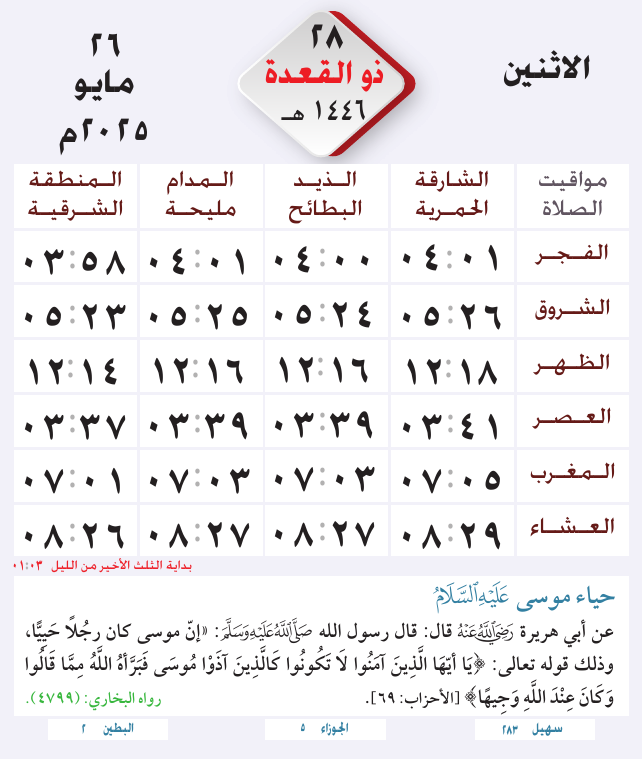 الاثنين
٢٨
ذو القعدة
١٤٤٦ هـ
٢٦
مايو
٢٠٢٥م
مواقيت الصلاة الشارقة الحمرية الـذيـد البطائح المدام مليحة المنطقة الشرقية
الفجر ٠٤:٠١ ٠٤:٠٠ ٠٤:٠١ ٠٣:٥٨
الشروق ٠٥:٢٦ ٠٥:٢٤ ٠٥:٢٥ ٠٥:٢٣
الظهر ١٢:١٨ ١٢:١٦ ١٢:١٦ ١٢:١٤
العصر ٠٣:٤١ ٠٣:٣٩ ٠٣:٣٩ ٠٣:٣٧
المغرب ٠٧:٠٥ ٠٧:٠٣ ٠٧:٠٣ ٠٧:٠١
العشاء ٠٨:٢٩ ٠٨:٢٧ ٠٨:٢٧ ٠٨:٢٦
بداية الثلث الأخير من الليل ٠١:٠٣
حياء موسى عَلَيْهِ ٱلسَّلَامُ
عن أبي هريرة رَضِيَ ٱللَّهُ عَنْهُ قال: قال رسول الله صَلَّى ٱللَّهُ عَلَيْهِ وَسَلَّمَ: «إنّ موسى كان رجُلًا حَيِيًّا،
وذلك قوله تعالى: ﴿يَا أَيّهَا الَّذِينَ آمَنُوا لَا تَكُونُوا كَالَّذِينَ آذَوْا مُوسَى فَبَرَّأَهُ اللَّهُ مِمَّا قَالُوا
وَكَانَ عِنْدَ اللَّهِ وَجِيهًا﴾ [الأحزاب: ٦٩]. رواه البخاري: (٤٧٩٩).
سهيل ٢٨٣ الجوزاء ٥ البطين ٢